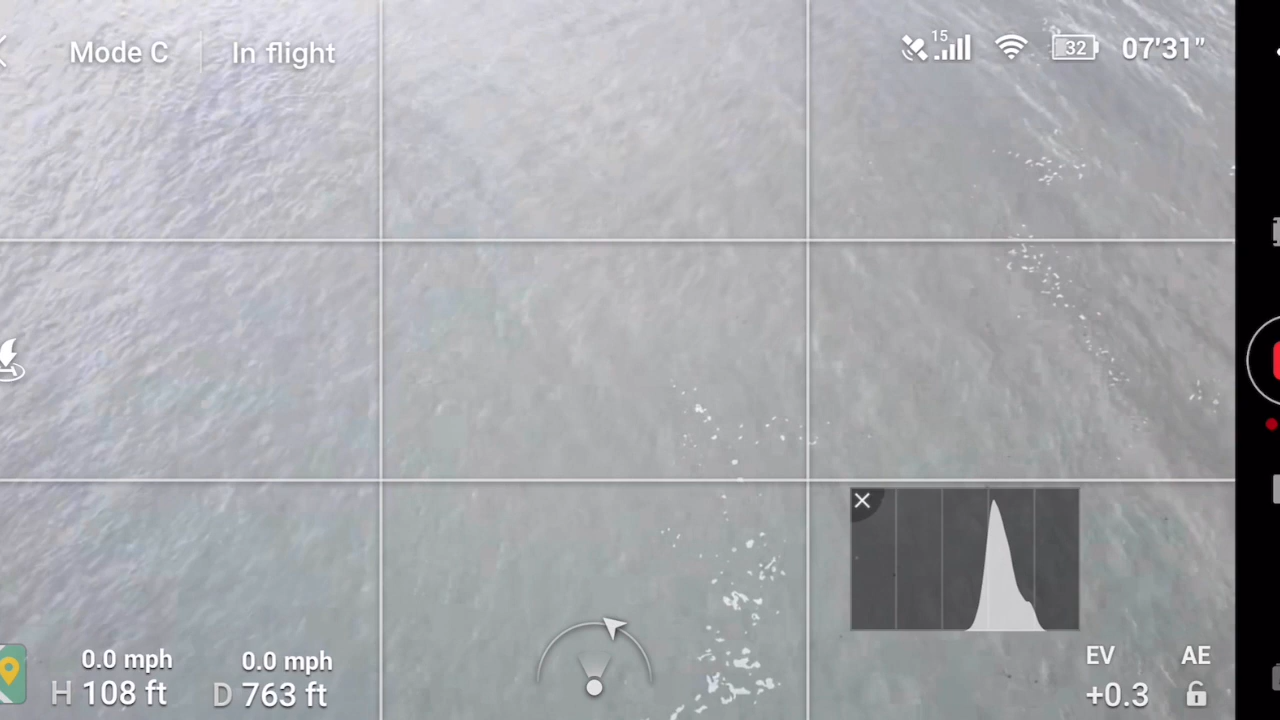 Mode C
In flight
15
32
07'31"
0.0 mph
0.0 mph
H 108 ft
D 763 ft
EV
AE
+0.3